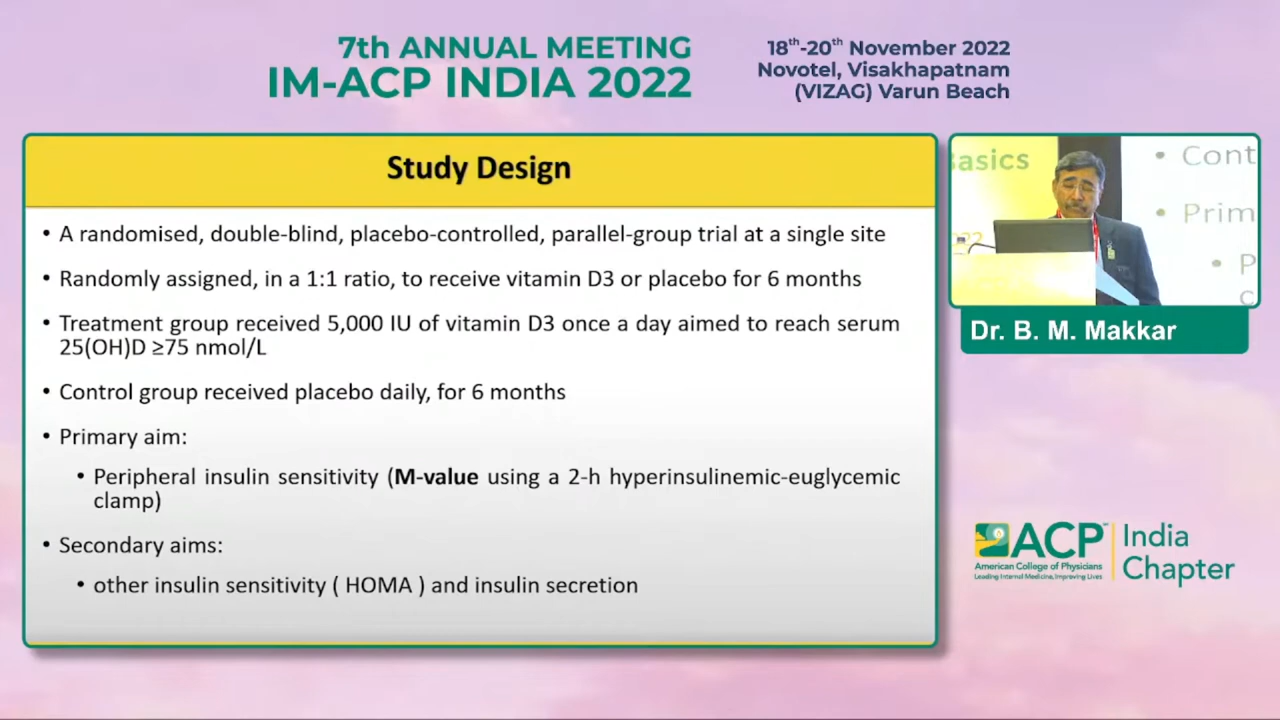 7th ANNUAL MEETING
IM-ACP INDIA 2022
18th-20th November 2022
Novotel, Visakhapatnam
(VIZAG) Varun Beach
Study Design
• A randomised, double-blind, placebo-controlled, parallel-group trial at a single site
• Randomly assigned, in a 1:1 ratio, to receive vitamin D3 or placebo for 6 months
• Treatment group received 5,000 IU of vitamin D3 once a day aimed to reach serum
25(OH)D ≥75 nmol/L
• Control group received placebo daily, for 6 months
• Primary aim:
• Peripheral insulin sensitivity (M-value using a 2-h hyperinsulinemic-euglycemic
clamp)
• Secondary aims:
• other insulin sensitivity ( HOMA ) and insulin secretion
asics
• Cont
• Prim
• P
c
Dr. B. M. Makkar
ACP™
American College of Physicians
Leading Internal Medicine, Improving Lives
India
Chapter